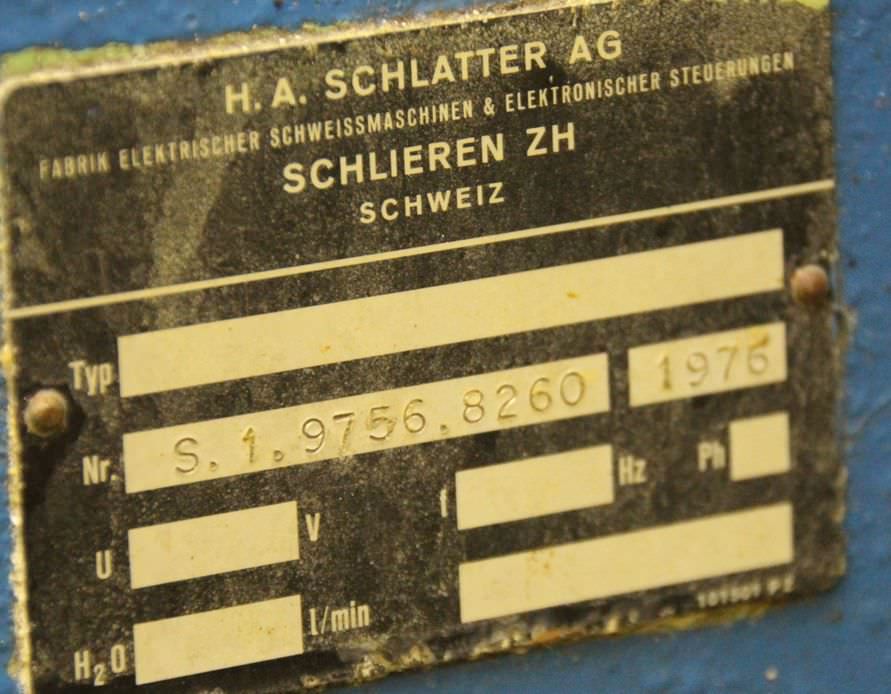 H. A. SCHLATTER AG
FABRIK ELEKTRISCHER SCHWEISSMASCHINEN & ELEKTRONISCHER STEUERUNGEN
SCHLIEREN ZH
SCHWEIZ
Typ
Nr. S. 1. 9756. 8260 1976
U V f Hz Ph
H₂O l/min